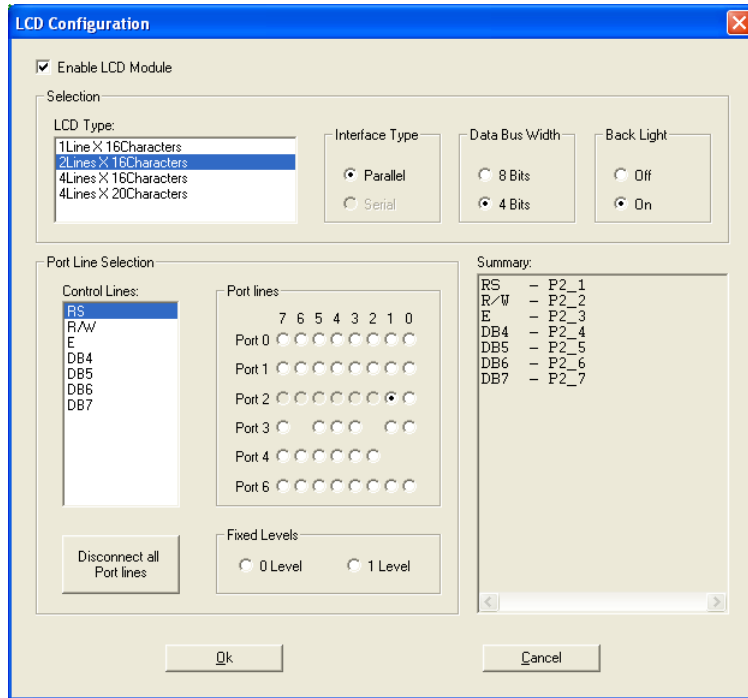 LCD Configuration
Enable LCD Module
Selection
LCD Type:
1Line X 16Characters
2Lines X 16Characters
4Lines X 16Characters
4Lines X 20Characters
Interface Type
Parallel
Serial
Data Bus Width
8 Bits
4 Bits
Back Light
Off
On
Port Line Selection
Control Lines:
RS
R/W
E
DB4
DB5
DB6
DB7
Disconnect all
Port lines
Port lines
7 6 5 4 3 2 1 0
Port 0
Port 1
Port 2
Port 3
Port 4
Port 6
Fixed Levels
0 Level
1 Level
Summary:
RS - P2_1
R/W - P2_2
E - P2_3
DB4 - P2_4
DB5 - P2_5
DB6 - P2_6
DB7 - P2_7
Ok
Cancel